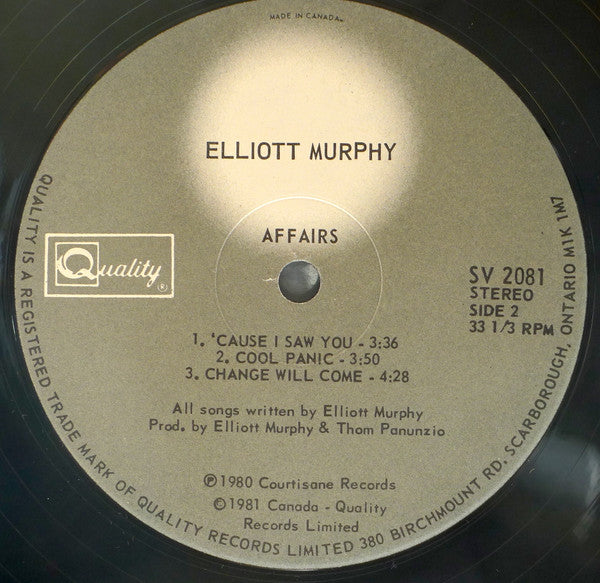 MADE IN CANADA
ELLIOTT MURPHY
AFFAIRS
Quality®
SV 2081
STEREO
SIDE 2
33 1/3 RPM
1. 'CAUSE I SAW YOU - 3:36
2. COOL PANIC - 3:50
3. CHANGE WILL COME - 4:28
All songs written by Elliott Murphy
Prod. by Elliott Murphy & Thom Panunzio
℗ 1980 Courtisane Records
© 1981 Canada - Quality
Records Limited
QUALITY IS A REGISTERED TRADE MARK OF QUALITY RECORDS LIMITED 380 BIRCHMOUNT RD. SCARBOROUGH, ONTARIO M1K 1M7